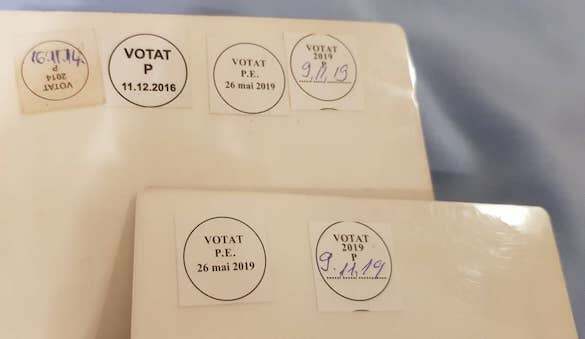 VOTAT
2014
P
16.11.14.
VOTAT
P
11.12.2016
VOTAT
P.E.
26 mai 2019
VOTAT
2019
9.11.19
VOTAT
P.E.
26 mai 2019
VOTAT
2019
P
9.11.19